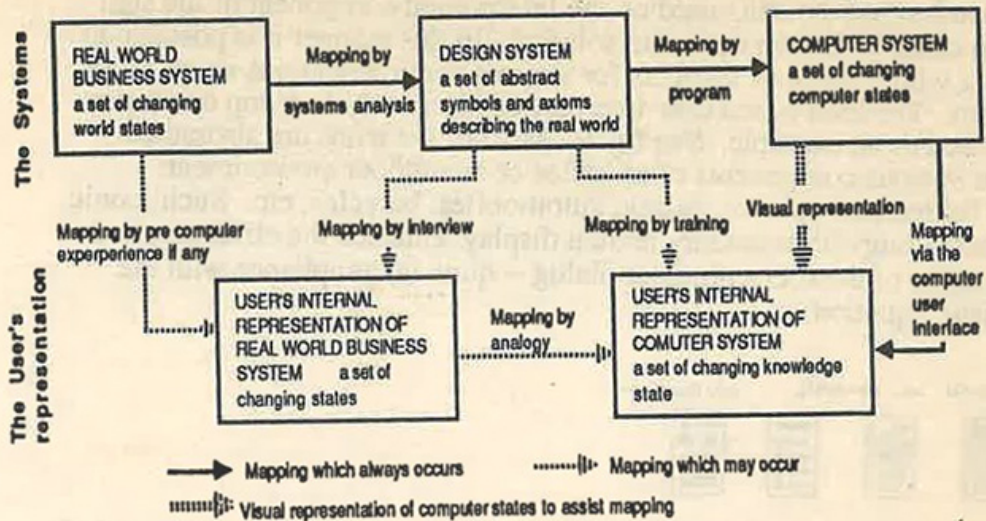 The Systems
REAL WORLD
BUSINESS SYSTEM
a set of changing
world states
Mapping by
systems analysis
DESIGN SYSTEM
a set of abstract
symbols and axioms
describing the real world
Mapping by
program
COMPUTER SYSTEM
a set of changing
computer states
Mapping by pre computer
experperience if any
Mapping by interview
Mapping by training
Visual representation
Mapping
via the
computer
user
interface
The User's
representation
USER'S INTERNAL
REPRESENTATION OF
REAL WORLD BUSINESS
SYSTEM a set of
changing states
Mapping by
analogy
USER'S INTERNAL
REPRESENTATION OF
COMUTER SYSTEM
a set of changing knowledge
state
Mapping which always occurs
Mapping which may occur
Visual representation of computer states to assist mapping